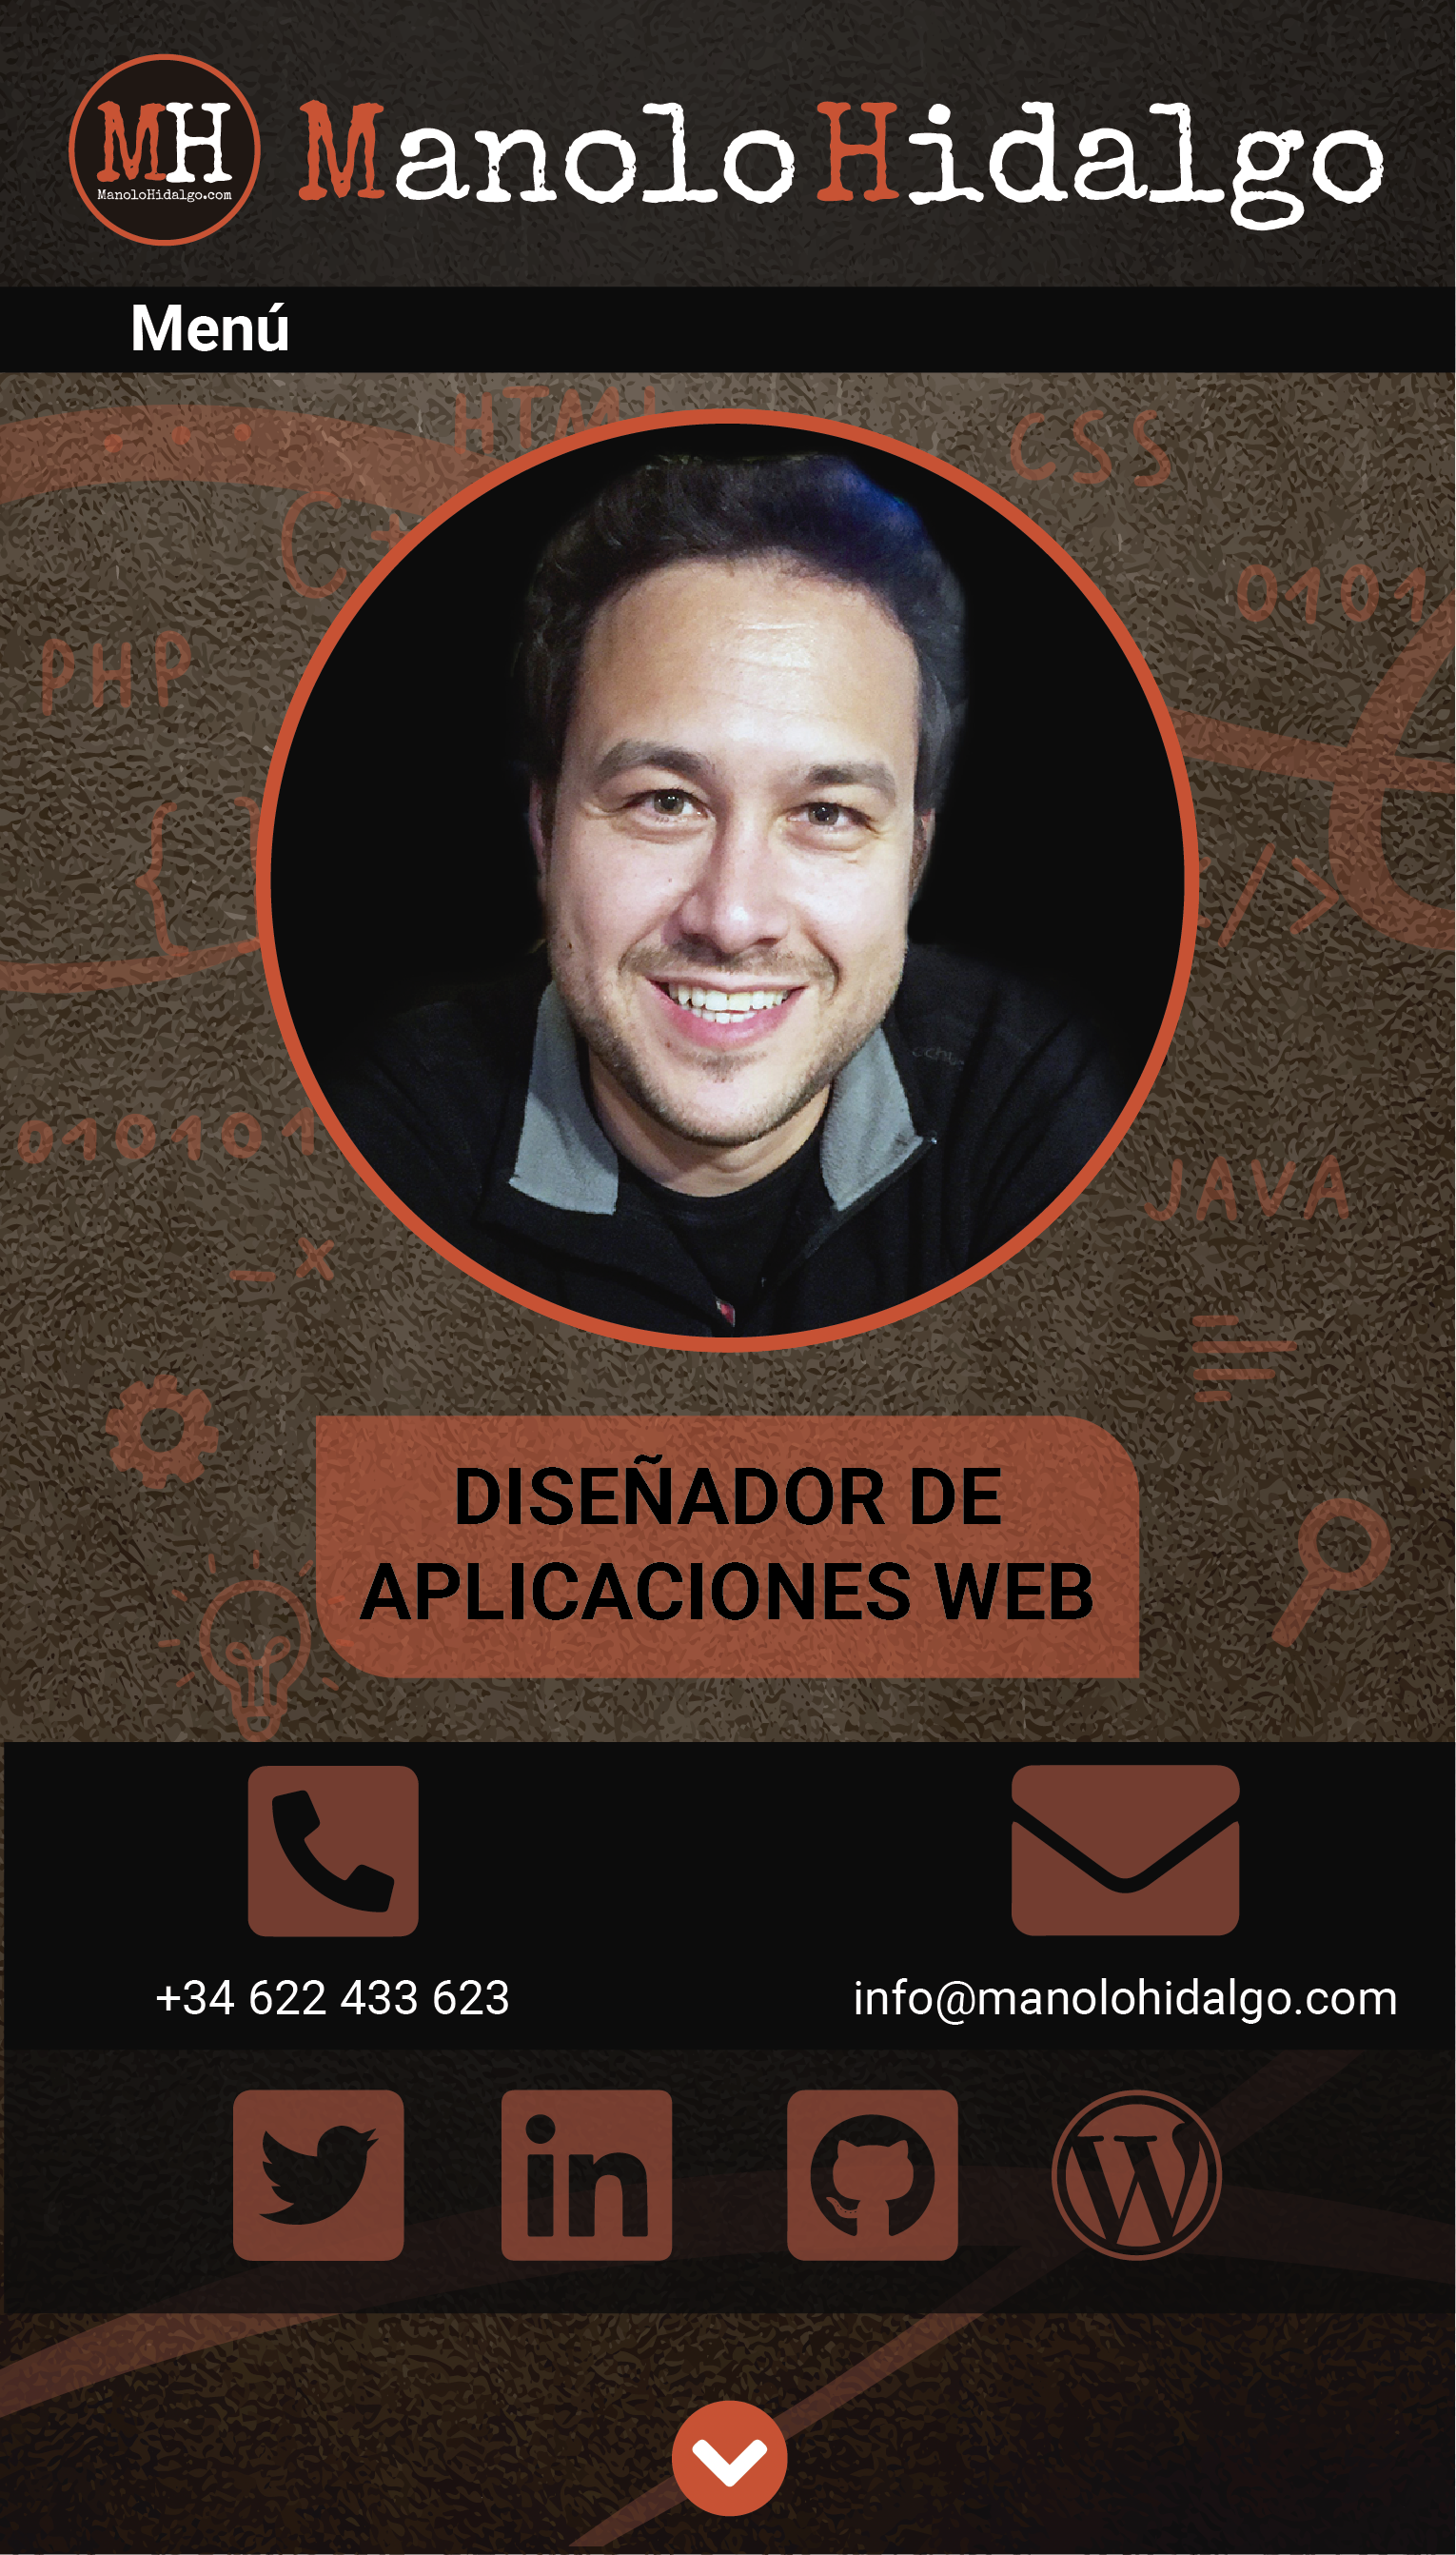 MH
ManoloHidalgo.com
ManoloHidalgo
Menú
HTML
CSS
C+
0101
PHP
{ }
/>
010101
JAVA
- x
DISEÑADOR DE
APLICACIONES WEB
+34 622 433 623
info@manolohidalgo.com
in
W